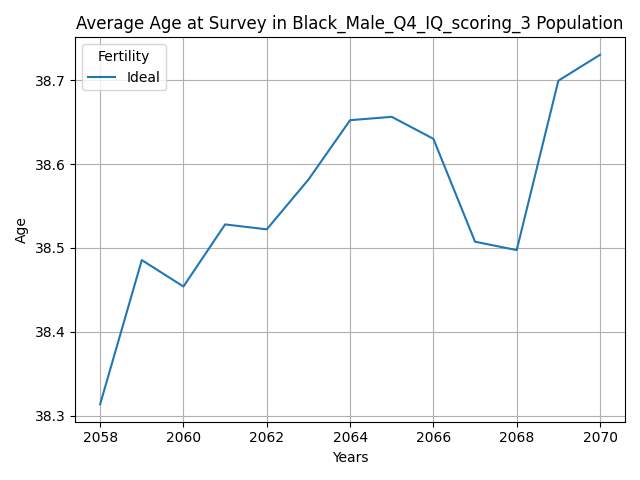 Average Age at Survey in Black_Male_Q4_IQ_scoring_3 Population
Fertility
Ideal
38.7
38.6
38.5
38.4
38.3
Age
2058 2060 2062 2064 2066 2068 2070
Years